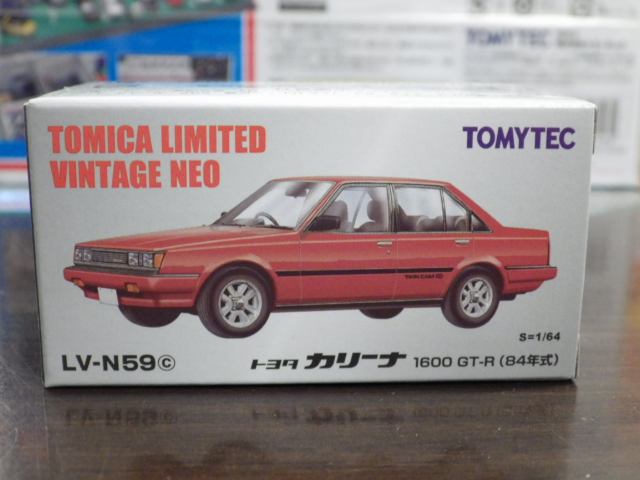 TOMYTEC
TOMICA LIMITED
VINTAGE NEO
TOMYTEC
TWINCAM16
S=1/64
LV-N59ⓒ
トヨタ カリーナ 1600 GT-R (84年式)